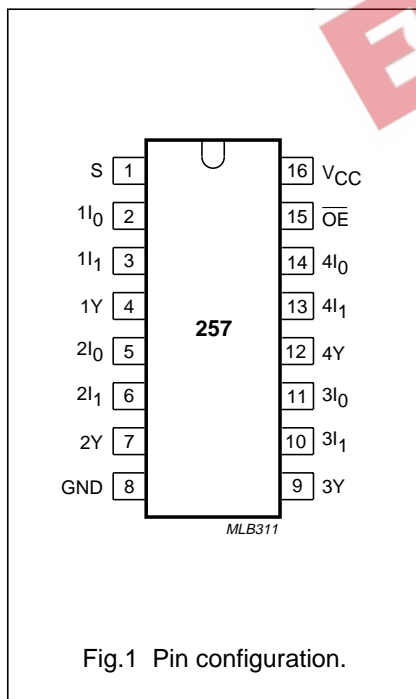 S 1 16 VCC
1I0 2 15 OE
1I1 3 14 4I0
1Y 4 13 4I1
257
2I0 5 12 4Y
2I1 6 11 3I0
2Y 7 10 3I1
GND 8 9 3Y
MLB311
Fig.1 Pin configuration.